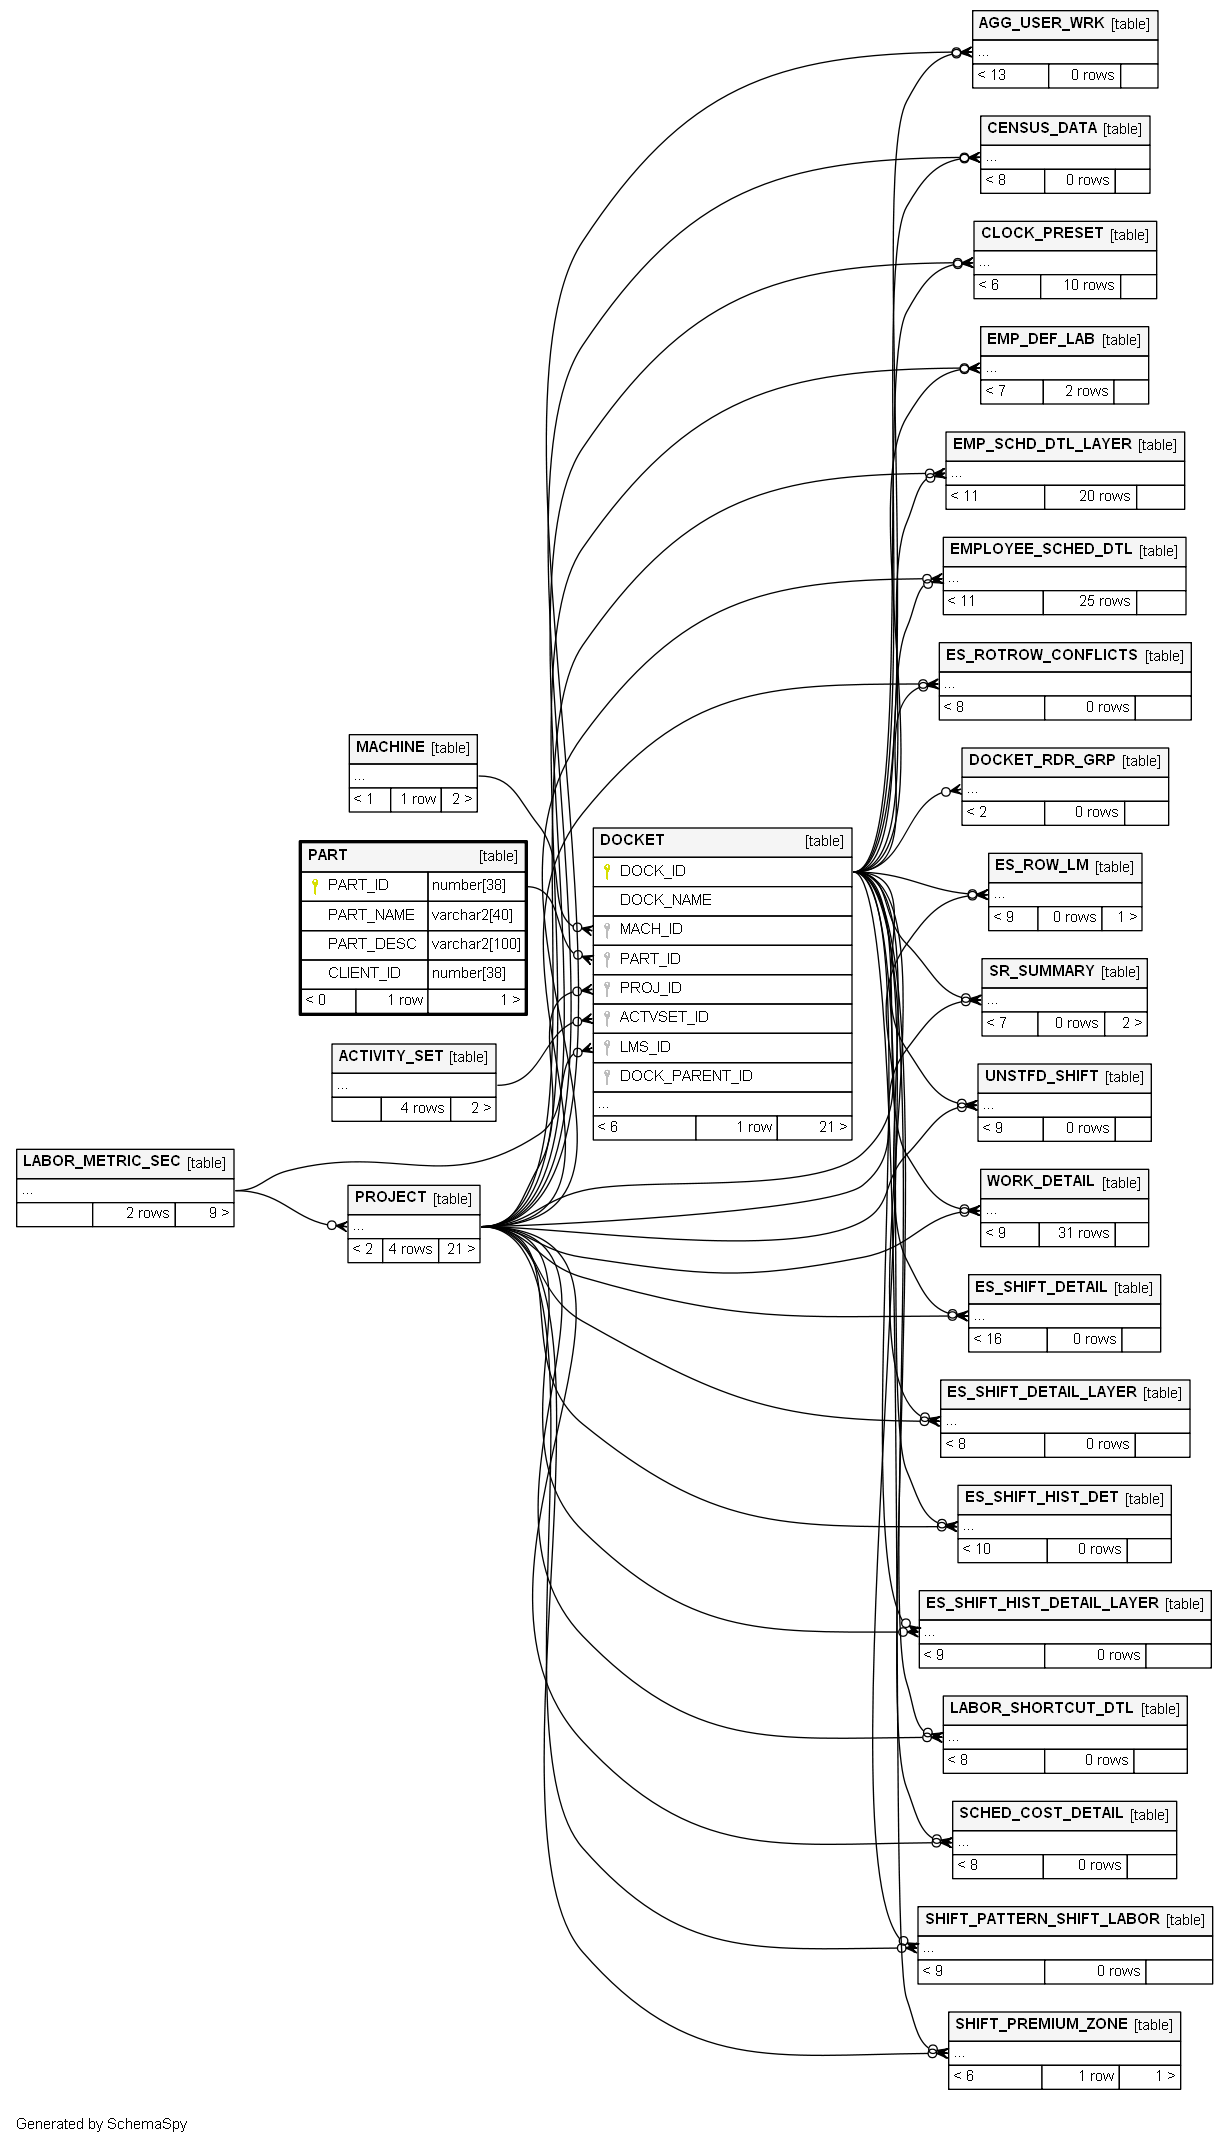 AGG_USER_WRK [table]
...
< 13 0 rows
CENSUS_DATA [table]
...
< 8 0 rows
CLOCK_PRESET [table]
...
< 6 10 rows
EMP_DEF_LAB [table]
...
< 7 2 rows
EMP_SCHD_DTL_LAYER [table]
...
< 11 20 rows
EMPLOYEE_SCHED_DTL [table]
...
< 11 25 rows
ES_ROTROW_CONFLICTS [table]
...
< 8 0 rows
MACHINE [table]
...
< 1 1 row 2 >
DOCKET_RDR_GRP [table]
...
< 2 0 rows
PART [table]
PART_ID number[38]
PART_NAME varchar2[40]
PART_DESC varchar2[100]
CLIENT_ID number[38]
< 0 1 row 1 >
DOCKET [table]
DOCK_ID
DOCK_NAME
MACH_ID
PART_ID
PROJ_ID
ACTVSET_ID
LMS_ID
DOCK_PARENT_ID
...
< 6 1 row 21 >
ES_ROW_LM [table]
...
< 9 0 rows 1 >
SR_SUMMARY [table]
...
< 7 0 rows 2 >
ACTIVITY_SET [table]
...
4 rows 2 >
UNSTFD_SHIFT [table]
...
< 9 0 rows
LABOR_METRIC_SEC [table]
...
2 rows 9 >
PROJECT [table]
...
< 2 4 rows 21 >
WORK_DETAIL [table]
...
< 9 31 rows
ES_SHIFT_DETAIL [table]
...
< 16 0 rows
ES_SHIFT_DETAIL_LAYER [table]
...
< 8 0 rows
ES_SHIFT_HIST_DET [table]
...
< 10 0 rows
ES_SHIFT_HIST_DETAIL_LAYER [table]
...
< 9 0 rows
LABOR_SHORTCUT_DTL [table]
...
< 8 0 rows
SCHED_COST_DETAIL [table]
...
< 8 0 rows
SHIFT_PATTERN_SHIFT_LABOR [table]
...
< 9 0 rows
SHIFT_PREMIUM_ZONE [table]
...
< 6 1 row 1 >
Generated by SchemaSpy